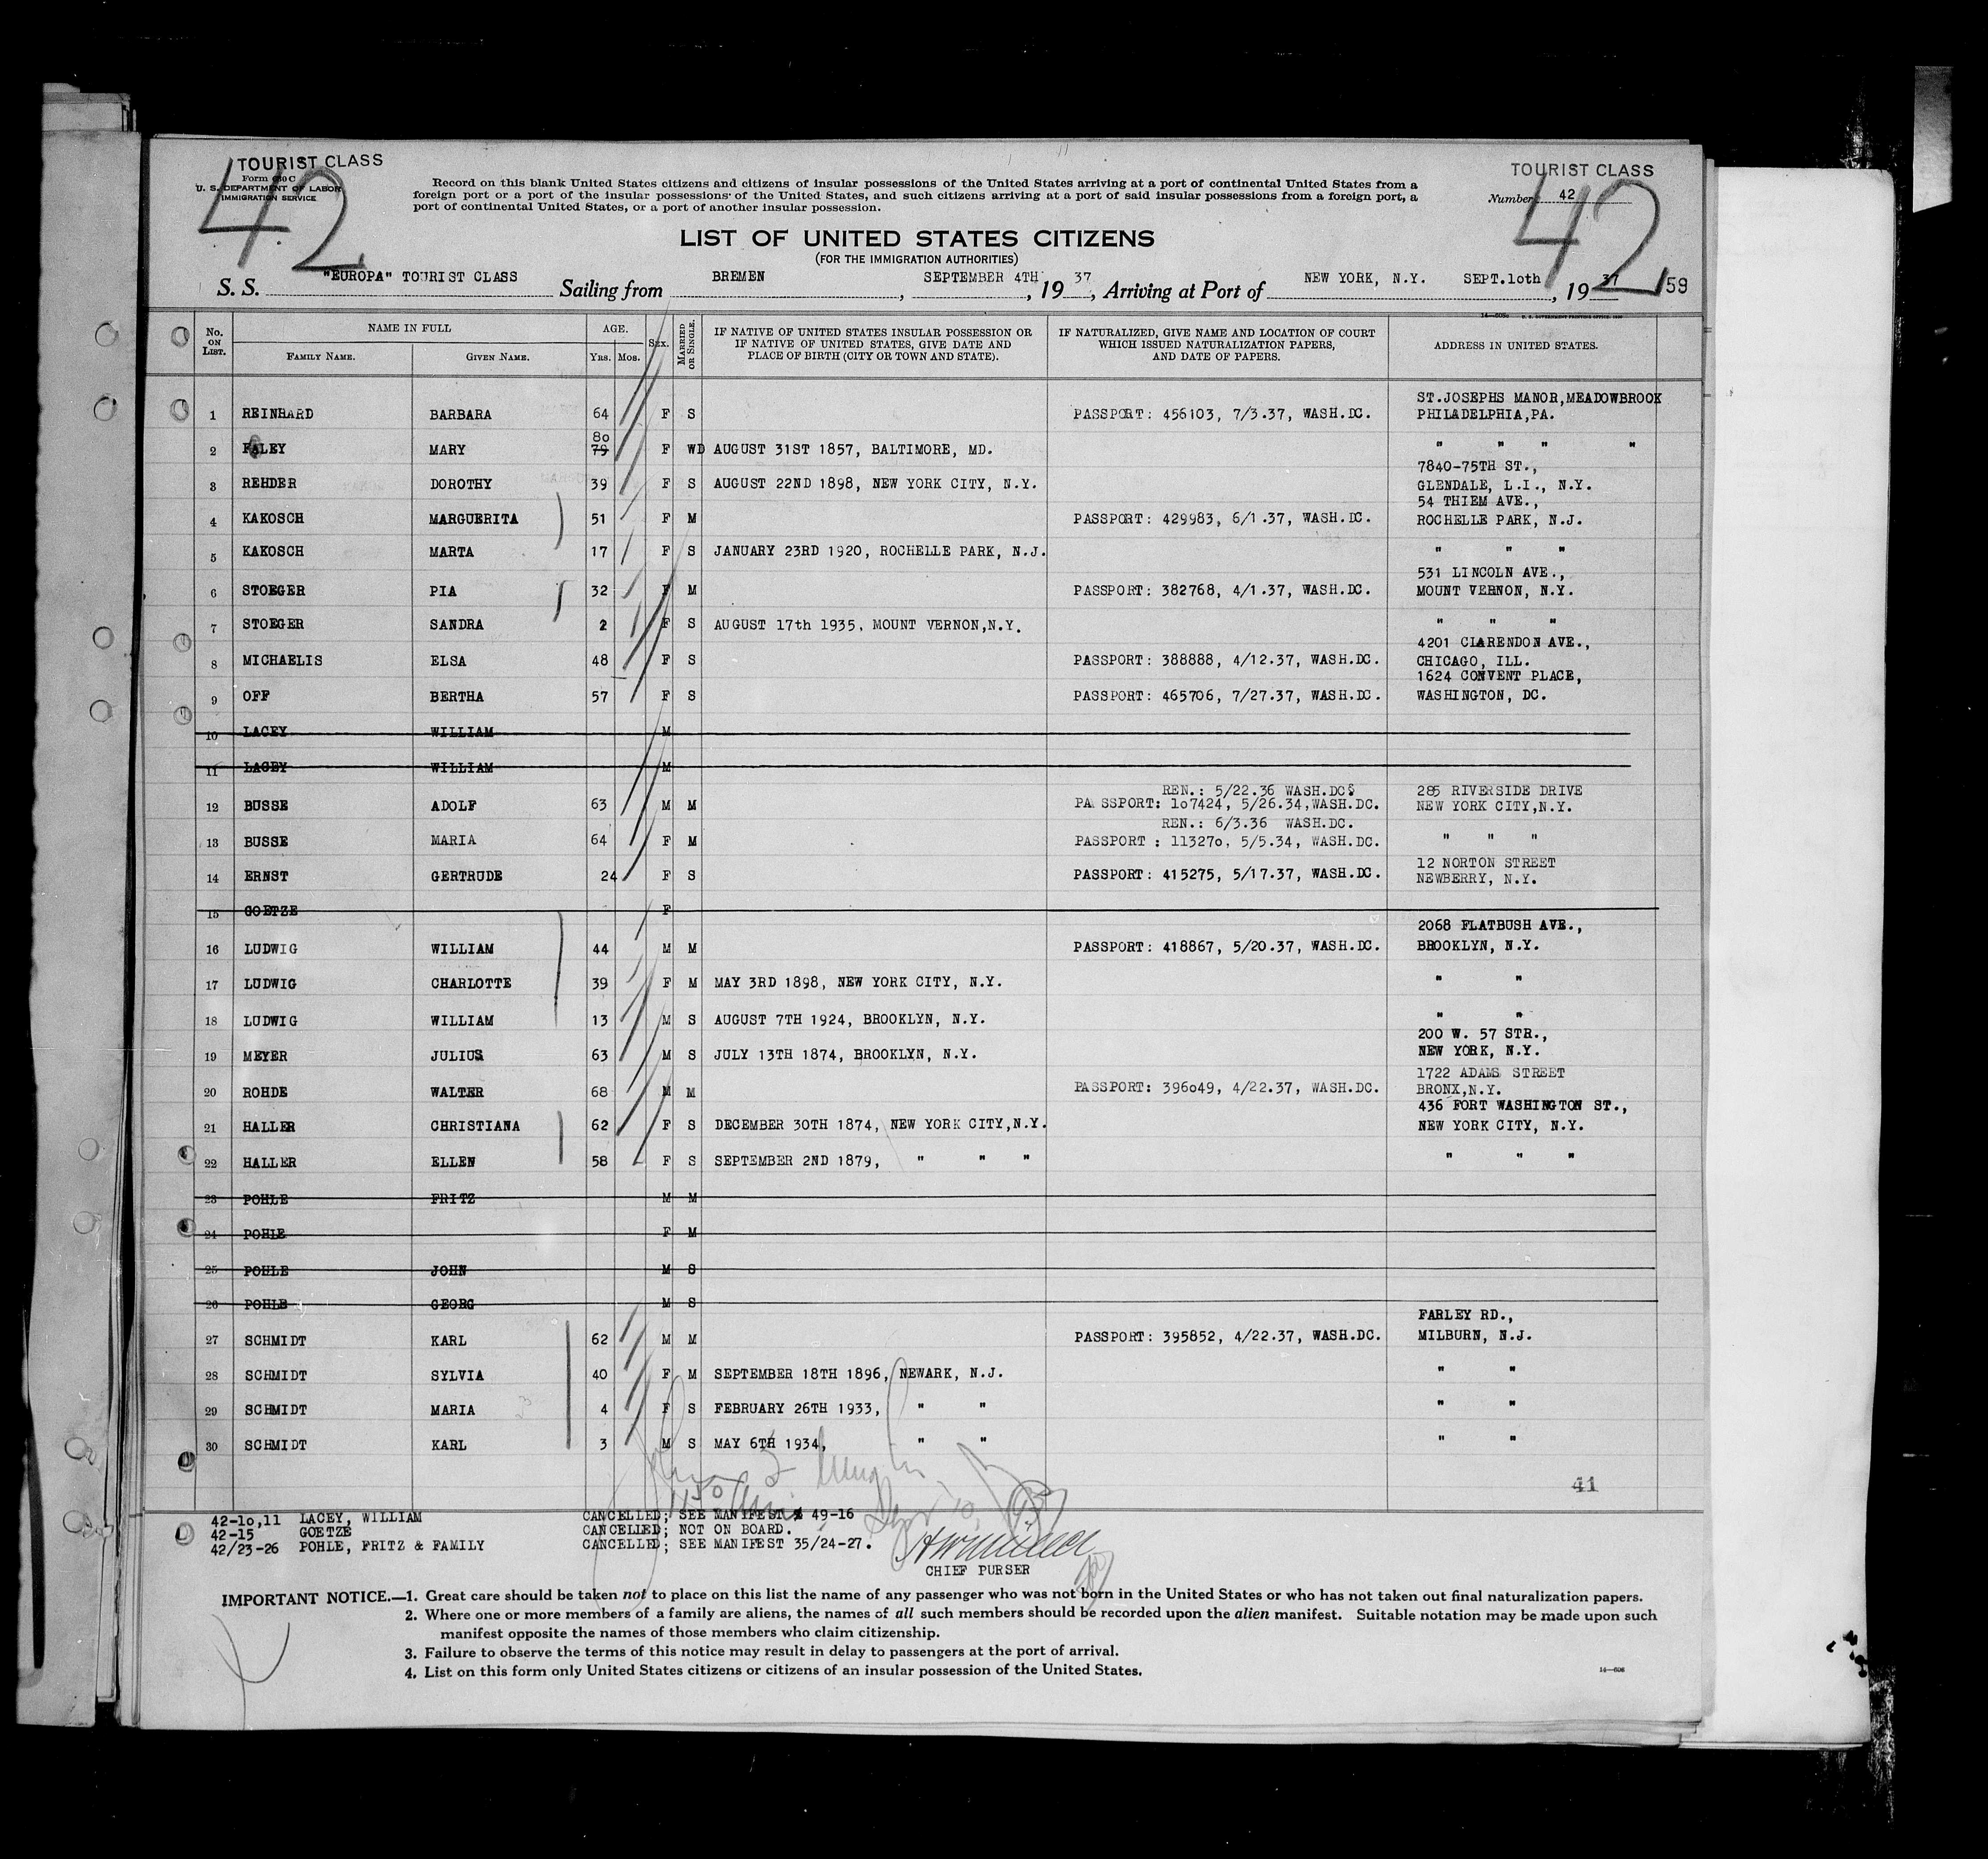 TOURIST CLASS
Form 630 C
U. S. DEPARTMENT OF LABOR
IMMIGRATION SERVICE
42
Record on this blank United States citizens and citizens of insular possessions of the United States arriving at a port of continental United States from a
foreign port or a port of the insular possessions of the United States, and such citizens arriving at a port of said insular possessions from a foreign port, a
port of continental United States, or a port of another insular possession.
TOURIST CLASS
Number 42
42
LIST OF UNITED STATES CITIZENS
(FOR THE IMMIGRATION AUTHORITIES)
S. S. "EUROPA" TOURIST CLASS Sailing from BREMEN, SEPTEMBER 4TH, 19 37, Arriving at Port of NEW YORK, N.Y. SEPT.1oth, 19 37 59
No. ON LIST. NAME IN FULL AGE. SEX. MARRIED OR SINGLE. IF NATIVE OF UNITED STATES INSULAR POSSESSION OR IF NATIVE OF UNITED STATES, GIVE DATE AND PLACE OF BIRTH (CITY OR TOWN AND STATE). IF NATURALIZED, GIVE NAME AND LOCATION OF COURT WHICH ISSUED NATURALIZATION PAPERS, AND DATE OF PAPERS. ADDRESS IN UNITED STATES.
FAMILY NAME. GIVEN NAME. YRS. MOS.
ST.JOSEPHS MANOR,MEADOWBROOK
1 REINHARD BARBARA 64 F S PASSPORT: 456103, 7/3.37, WASH.DC. PHILADELPHIA,PA.
80
2 FALEY MARY 79 F WD AUGUST 31ST 1857, BALTIMORE, MD. " " " "
7840-75TH ST.,
3 REHDER DOROTHY 39 F S AUGUST 22ND 1898, NEW YORK CITY, N.Y. GLENDALE, L.I., N.Y.
54 THIEM AVE.,
4 KAKOSCH MARGUERITA 51 F M PASSPORT: 429983, 6/1.37, WASH.DC. ROCHELLE PARK, N.J.
5 KAKOSCH MARTA 17 F S JANUARY 23RD 1920, ROCHELLE PARK, N.J. " " "
531 LINCOLN AVE.,
6 STOEGER PIA 32 F M PASSPORT: 382768, 4/1.37, WASH.DC. MOUNT VERNON, N.Y.
7 STOEGER SANDRA 2 F S AUGUST 17th 1935, MOUNT VERNON,N.Y. " " "
4201 CLARENDON AVE.,
8 MICHAELIS ELSA 48 F S PASSPORT: 388888, 4/12.37, WASH.DC. CHICAGO, ILL.
1624 CONVENT PLACE,
9 OFF BERTHA 57 F S PASSPORT: 465706, 7/27.37, WASH.DC. WASHINGTON, DC.
10 LACEY WILLIAM M
11 LACEY WILLIAM M
REN.: 5/22.36 WASH.DC 285 RIVERSIDE DRIVE
12 BUSSE ADOLF 63 M M PASSPORT: 1o7424, 5/26.34,WASH.DC. NEW YORK CITY,N.Y.
REN.: 6/3.36 WASH.DC.
13 BUSSE MARIA 64 F M PASSPORT : 11327o, 5/5.34, WASH.DC. " " "
12 NORTON STREET
14 ERNST GERTRUDE 24 F S PASSPORT: 415275, 5/17.37, WASH.DC. NEWBERRY, N.Y.
15 GOETZE F
2068 FLATBUSH AVE.,
16 LUDWIG WILLIAM 44 M M PASSPORT: 418867, 5/20.37, WASH.DC. BROOKLYN, N.Y.
17 LUDWIG CHARLOTTE 39 F M MAY 3RD 1898, NEW YORK CITY, N.Y. " "
18 LUDWIG WILLIAM 13 M S AUGUST 7TH 1924, BROOKLYN, N.Y. " "
200 W. 57 STR.,
19 MEYER JULIUS 63 M S JULY 13TH 1874, BROOKLYN, N.Y. NEW YORK, N.Y.
1722 ADAMS STREET
20 ROHDE WALTER 68 M M PASSPORT: 396o49, 4/22.37, WASH.DC. BRONX,N.Y.
436 FORT WASHINGTON ST.,
21 HALLER CHRISTIANA 62 F S DECEMBER 30TH 1874, NEW YORK CITY,N.Y. NEW YORK CITY, N.Y.
22 HALLER ELLEN 58 F S SEPTEMBER 2ND 1879, " " " " " "
23 POHLE FRITZ M M
24 POHLE F M
25 POHLE JOHN M S
26 POHLE GEORG M S
FARLEY RD.,
27 SCHMIDT KARL 62 M M PASSPORT: 395852, 4/22.37, WASH.DC. MILBURN, N.J.
28 SCHMIDT SYLVIA 40 F M SEPTEMBER 18TH 1896, NEWARK, N.J. " "
29 SCHMIDT MARIA 4 F S FEBRUARY 26TH 1933, " " " "
30 SCHMIDT KARL 3 M S MAY 6TH 1934, " " " "
41
42-1o,11 LACEY, WILLIAM CANCELLED; SEE MANIFEST 49-16
42-15 GOETZE CANCELLED; NOT ON BOARD.
42/23-26 POHLE, FRITZ & FAMILY CANCELLED; SEE MANIFEST 35/24-27.
CHIEF PURSER
IMPORTANT NOTICE.—1. Great care should be taken not to place on this list the name of any passenger who was not born in the United States or who has not taken out final naturalization papers.
2. Where one or more members of a family are aliens, the names of all such members should be recorded upon the alien manifest. Suitable notation may be made upon such
manifest opposite the names of those members who claim citizenship.
3. Failure to observe the terms of this notice may result in delay to passengers at the port of arrival.
4. List on this form only United States citizens or citizens of an insular possession of the United States.
14—606